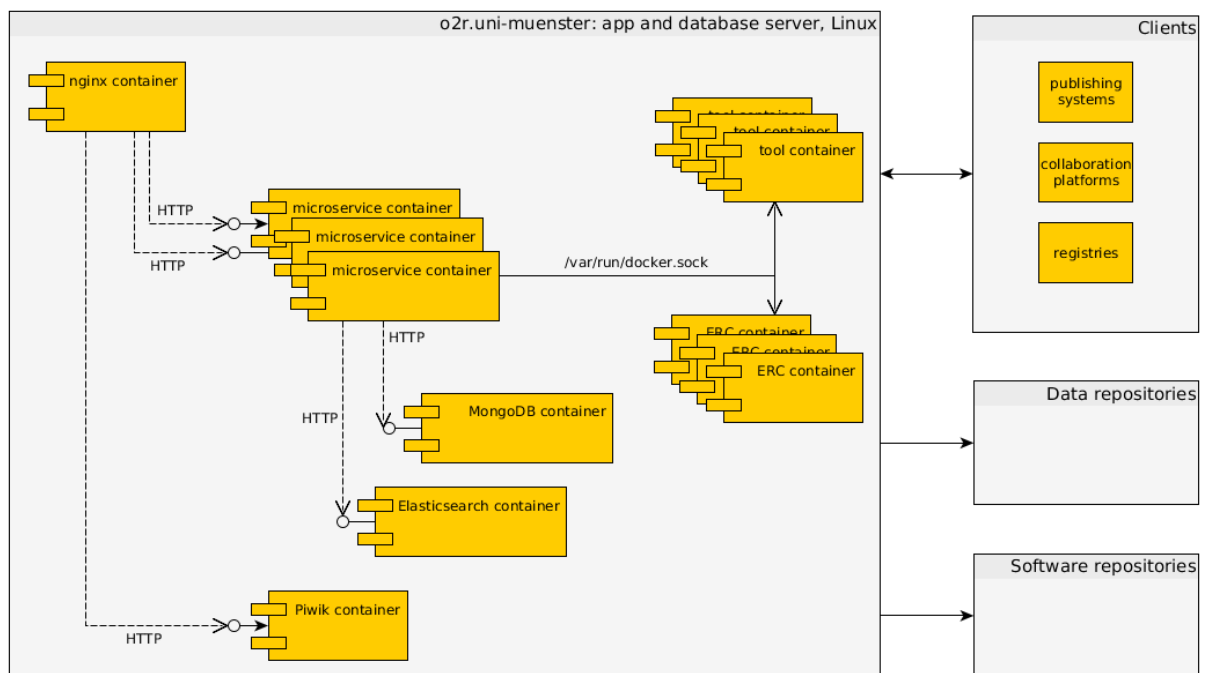 o2r.uni-muenster: app and database server, Linux
nginx container
HTTP
HTTP
microservice container
microservice container
microservice container
/var/run/docker.sock
tool container
tool container
tool container
ERC container
ERC container
ERC container
HTTP
MongoDB container
HTTP
Elasticsearch container
HTTP
Piwik container
Clients
publishing
systems
collaboration
platforms
registries
Data repositories
Software repositories